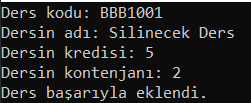 Ders kodu: BBB1001
Dersin adı: Silinecek Ders
Dersin kredisi: 5
Dersin kontenjanı: 2
Ders başarıyla eklendi.